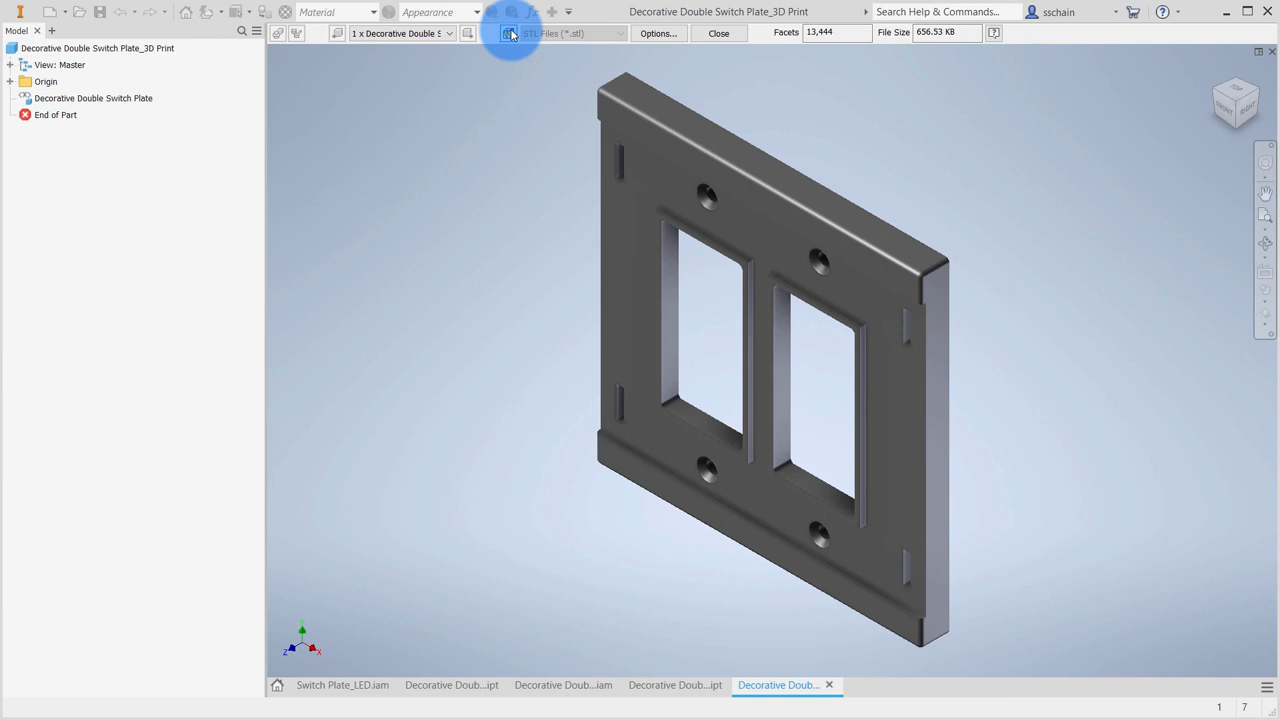 Material
Appearance
Decorative Double Switch Plate_3D Print
Search Help & Commands...
sschain
Model
1 x Decorative Double S
STL Files (*.stl)
Options...
Close
Facets
13,444
File Size
656.53 KB
Decorative Double Switch Plate_3D Print
View: Master
Origin
Decorative Double Switch Plate
End of Part
TOP
FRONT
RIGHT
Y
Z
X
Switch Plate_LED.iam
Decorative Doub...ipt
Decorative Doub...iam
Decorative Doub...ipt
Decorative Doub...
1
7